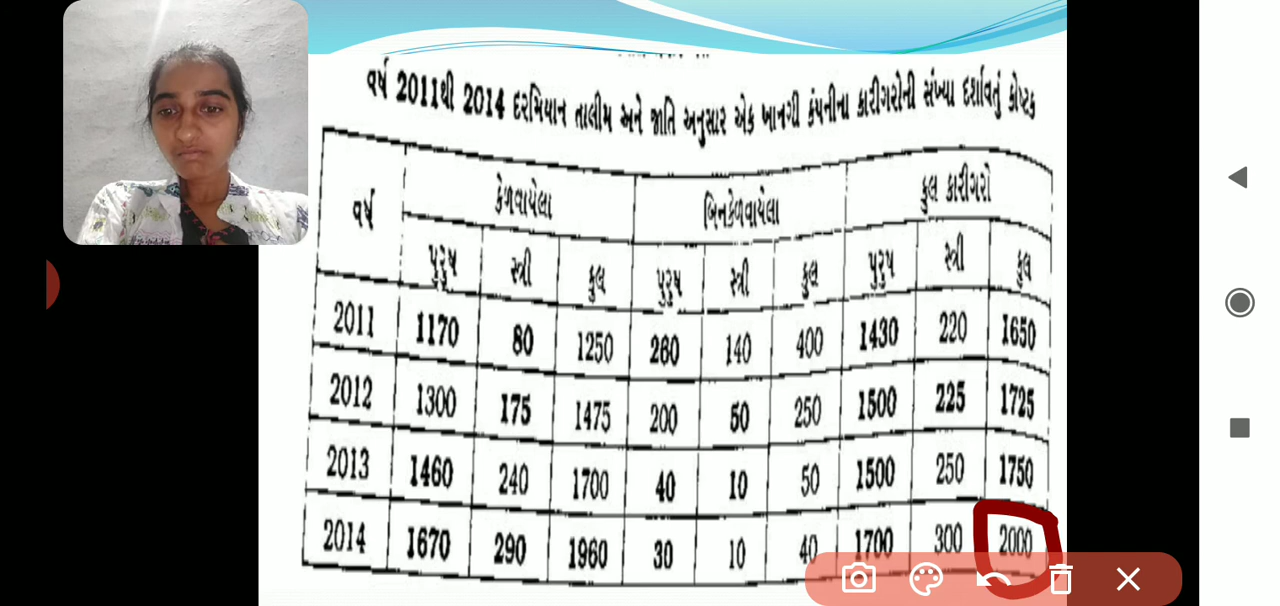 વર્ષ 2011થી 2014 દરમિયાન તાલીમ અને જાતિ અનુસાર એક ખાનગી કંપનીના કારીગરોની સંખ્યા દર્શાવતું કોષ્ટક
વર્ષ કેળવાયેલા બિનકેળવાયેલા કુલ કારીગરો
પુરુષ સ્ત્રી કુલ પુરુષ સ્ત્રી કુલ પુરુષ સ્ત્રી કુલ
2011 1170 80 1250 260 140 400 1430 220 1650
2012 1300 175 1475 200 50 250 1500 225 1725
2013 1460 240 1700 40 10 50 1500 250 1750
2014 1670 290 1960 30 10 40 1700 300 2000